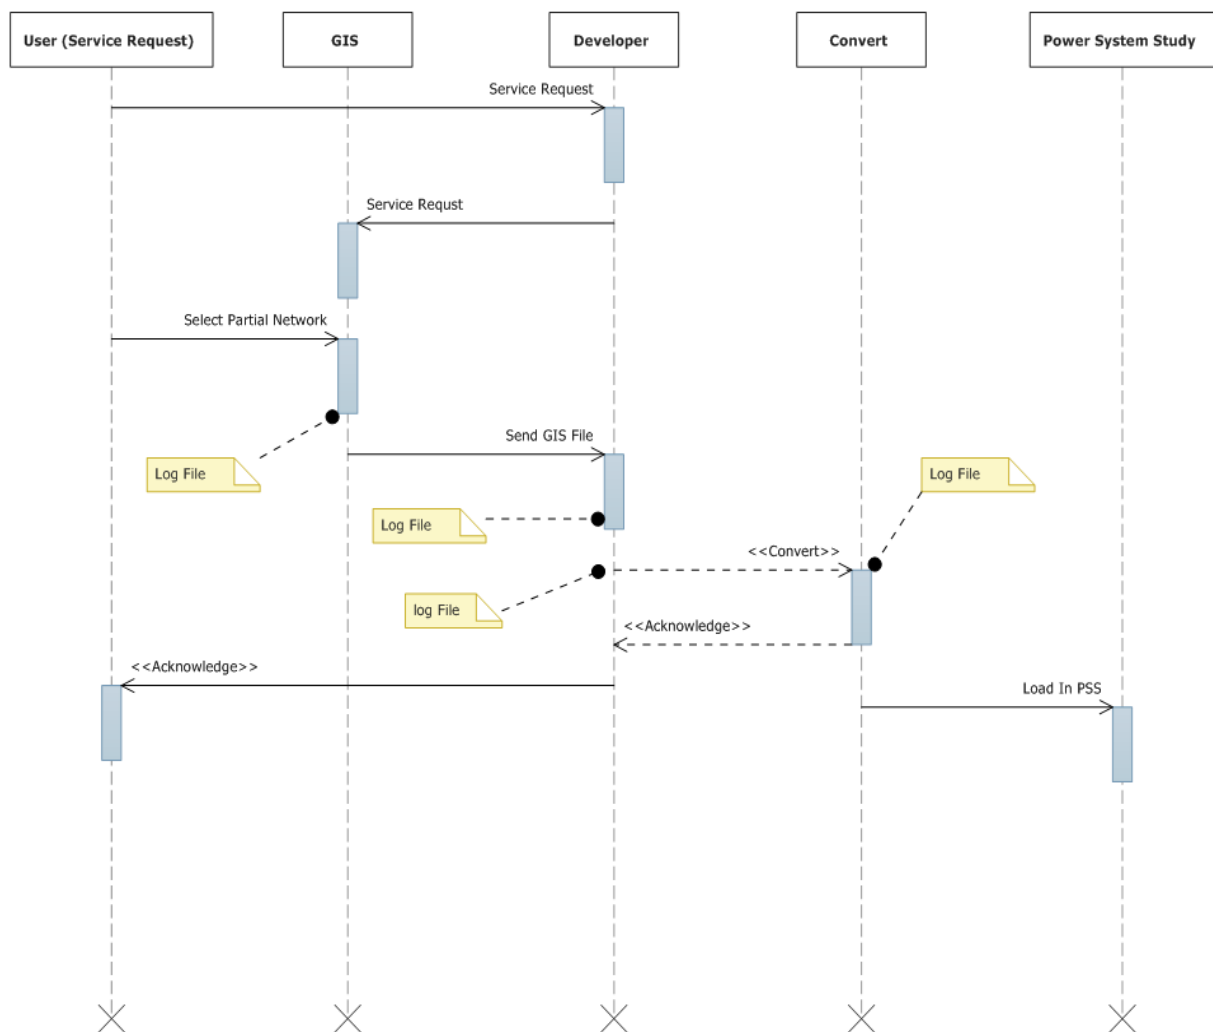 User (Service Request)
GIS
Developer
Convert
Power System Study
Service Request
Service Requst
Select Partial Network
Send GIS File
Log File
Log File
Log File
<<Convert>>
log File
<<Acknowledge>>
<<Acknowledge>>
Load In PSS